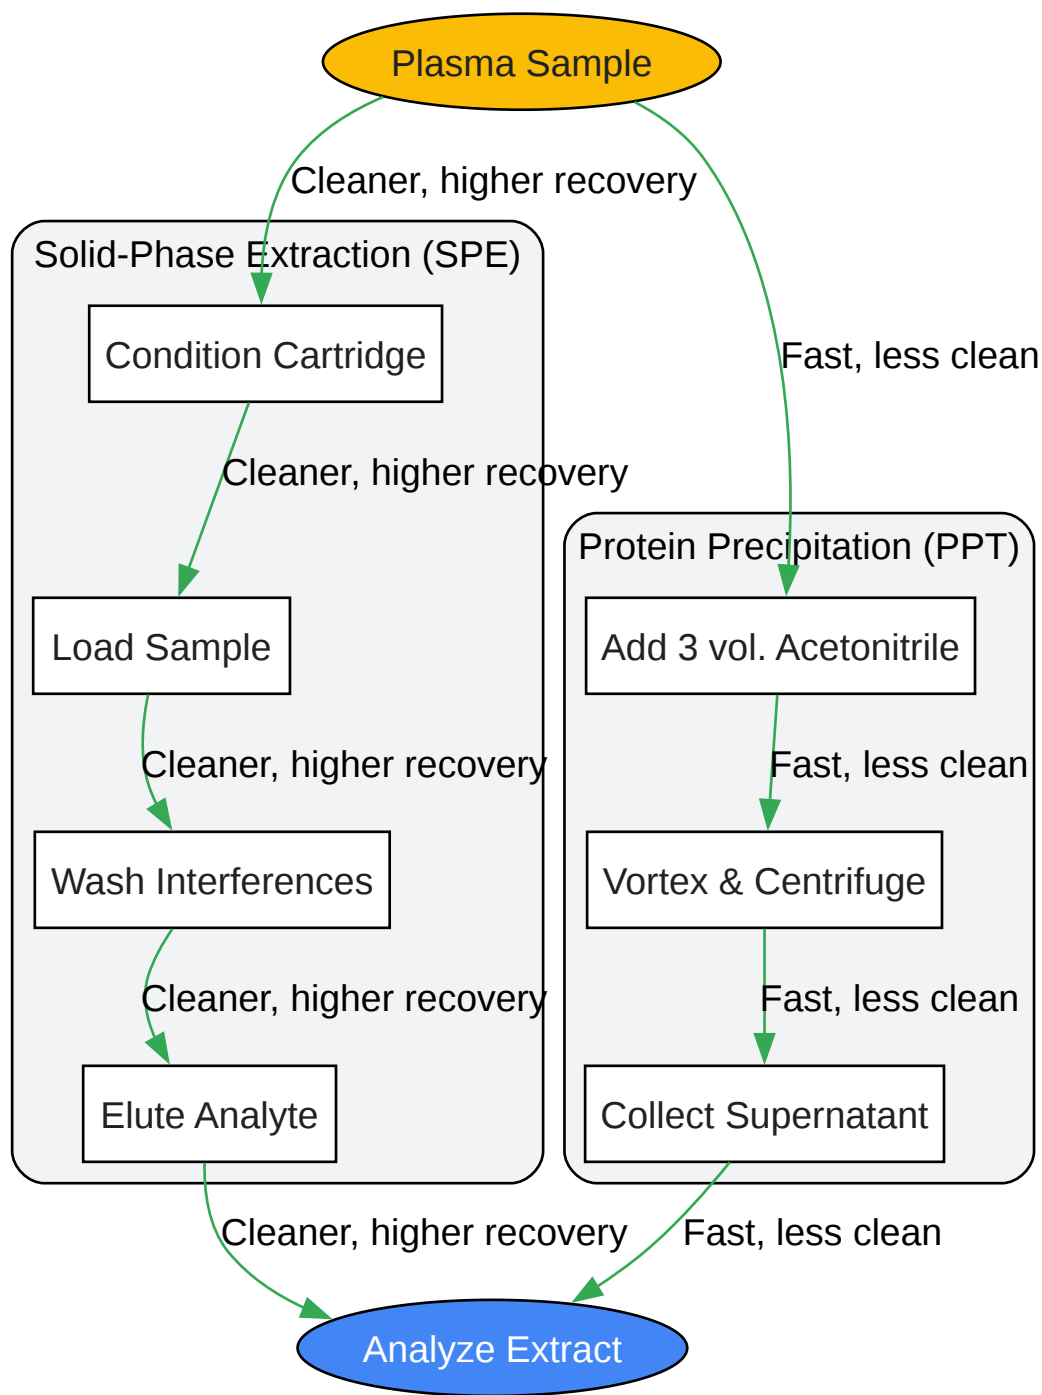 Plasma Sample
Cleaner, higher recovery
Solid-Phase Extraction (SPE)
Condition Cartridge
Fast, less clean
Cleaner, higher recovery
Protein Precipitation (PPT)
Load Sample
Add 3 vol. Acetonitrile
Cleaner, higher recovery
Fast, less clean
Wash Interferences
Vortex & Centrifuge
Cleaner, higher recovery
Fast, less clean
Elute Analyte
Collect Supernatant
Cleaner, higher recovery
Fast, less clean
Analyze Extract